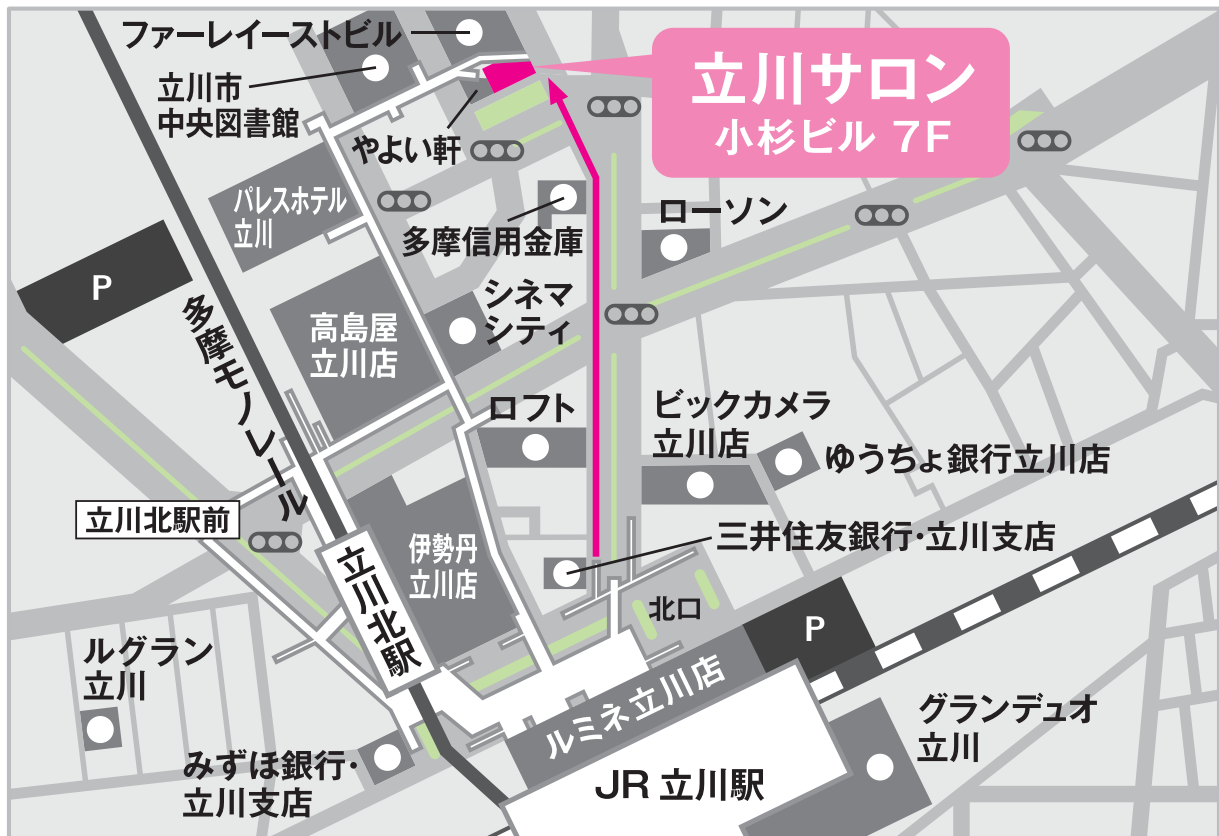 ファーレイーストビル
立川市
中央図書館
やよい軒
立川サロン
小杉ビル 7F
パレスホテル
立川
多摩信用金庫
ローソン
P
多摩モノレール
高島屋
立川店
シネマ
シティ
ロフト
ビックカメラ
立川店
ゆうちょ銀行立川店
立川北駅前
伊勢丹
立川店
三井住友銀行・立川支店
立川北駅
北口
P
ルグラン
立川
ルミネ立川店
グランデュオ
立川
みずほ銀行・
立川支店
JR 立川駅